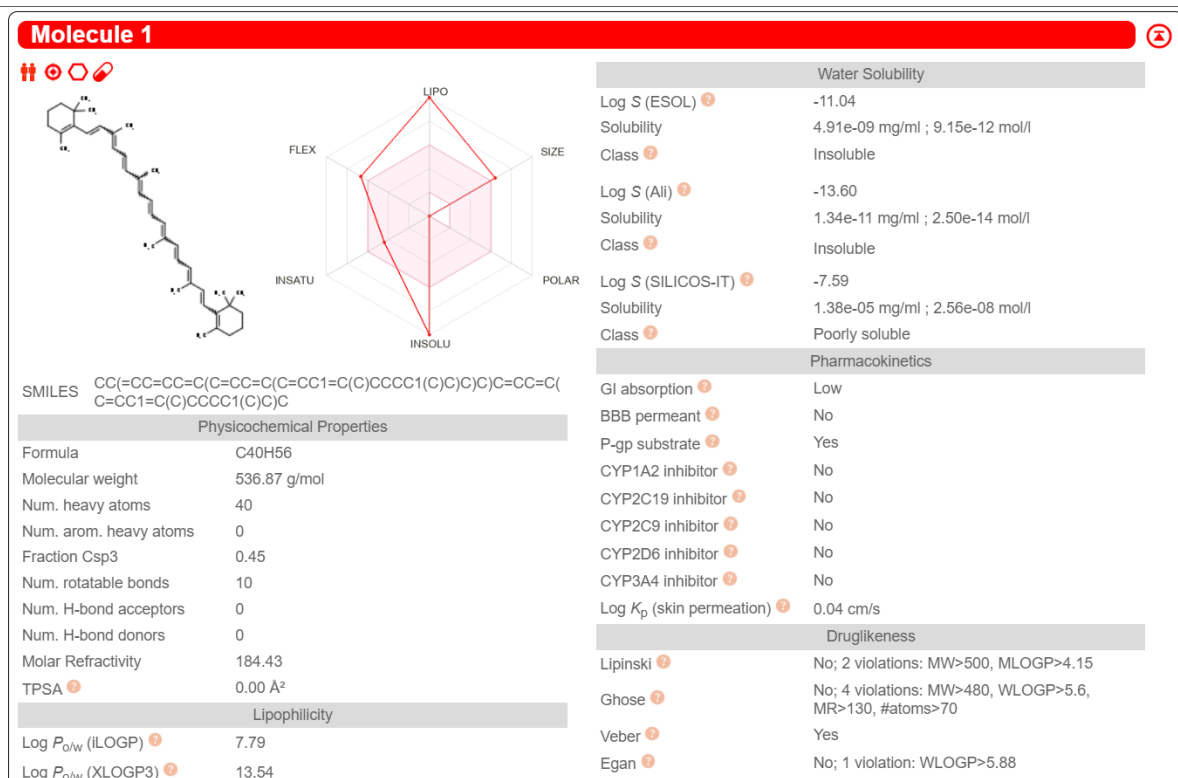 Molecule 1
LIPO
FLEX
SIZE
INSATU
POLAR
INSOLU
SMILES CC(=CC=CC=C(C=CC=C(C=CC1=C(C)CCCC1(C)C)C)C)C=CC=C(
C=CC1=C(C)CCCC1(C)C)C
Physicochemical Properties
Formula C40H56
Molecular weight 536.87 g/mol
Num. heavy atoms 40
Num. arom. heavy atoms 0
Fraction Csp3 0.45
Num. rotatable bonds 10
Num. H-bond acceptors 0
Num. H-bond donors 0
Molar Refractivity 184.43
TPSA ? 0.00 Å²
Lipophilicity
Log Po/w (iLOGP) ? 7.79
Log Po/w (XLOGP3) ? 13.54
Water Solubility
Log S (ESOL) ? -11.04
Solubility 4.91e-09 mg/ml ; 9.15e-12 mol/l
Class ? Insoluble
Log S (Ali) ? -13.60
Solubility 1.34e-11 mg/ml ; 2.50e-14 mol/l
Class ? Insoluble
Log S (SILICOS-IT) ? -7.59
Solubility 1.38e-05 mg/ml ; 2.56e-08 mol/l
Class ? Poorly soluble
Pharmacokinetics
GI absorption ? Low
BBB permeant ? No
P-gp substrate ? Yes
CYP1A2 inhibitor ? No
CYP2C19 inhibitor ? No
CYP2C9 inhibitor ? No
CYP2D6 inhibitor ? No
CYP3A4 inhibitor ? No
Log Kp (skin permeation) ? 0.04 cm/s
Druglikeness
Lipinski ? No; 2 violations: MW>500, MLOGP>4.15
Ghose ? No; 4 violations: MW>480, WLOGP>5.6,
MR>130, #atoms>70
Veber ? Yes
Egan ? No; 1 violation: WLOGP>5.88